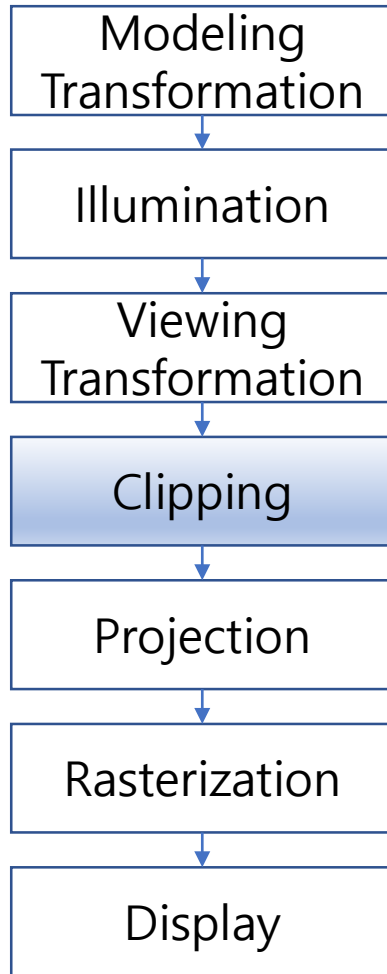 Modeling
Transformation
Illumination
Viewing
Transformation
Clipping
Projection
Rasterization
Display